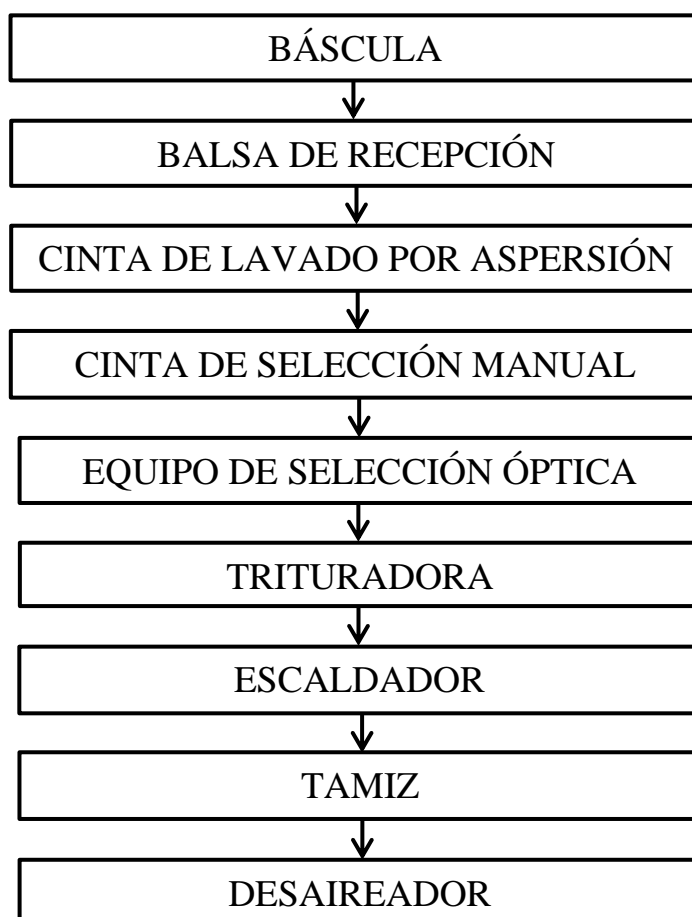 BÁSCULA
BALSA DE RECEPCIÓN
CINTA DE LAVADO POR ASPERSIÓN
CINTA DE SELECCIÓN MANUAL
EQUIPO DE SELECCIÓN ÓPTICA
TRITURADORA
ESCALDADOR
TAMIZ
DESAIREADOR